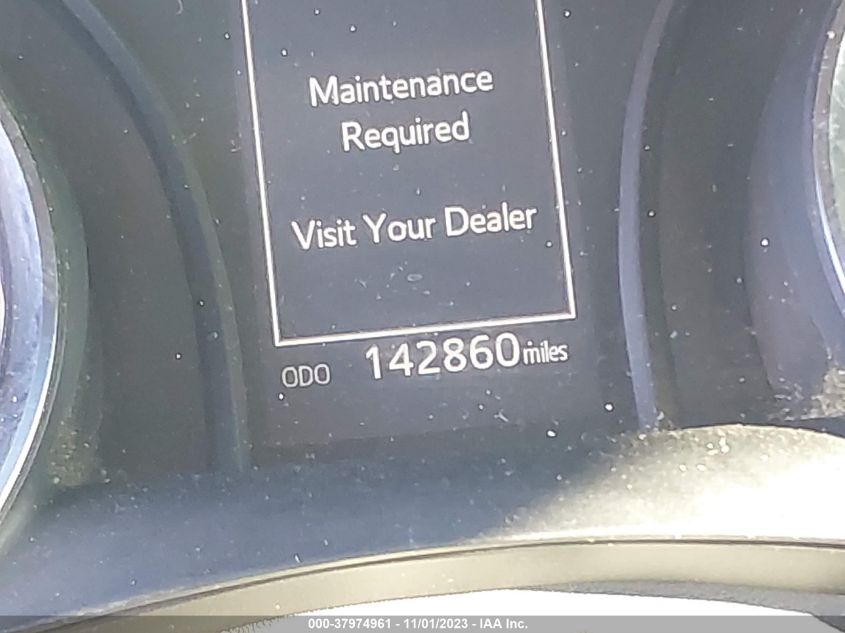 Maintenance
Required
Visit Your Dealer
ODO 142860 miles
000-37974961 - 11/01/2023 - IAA Inc.